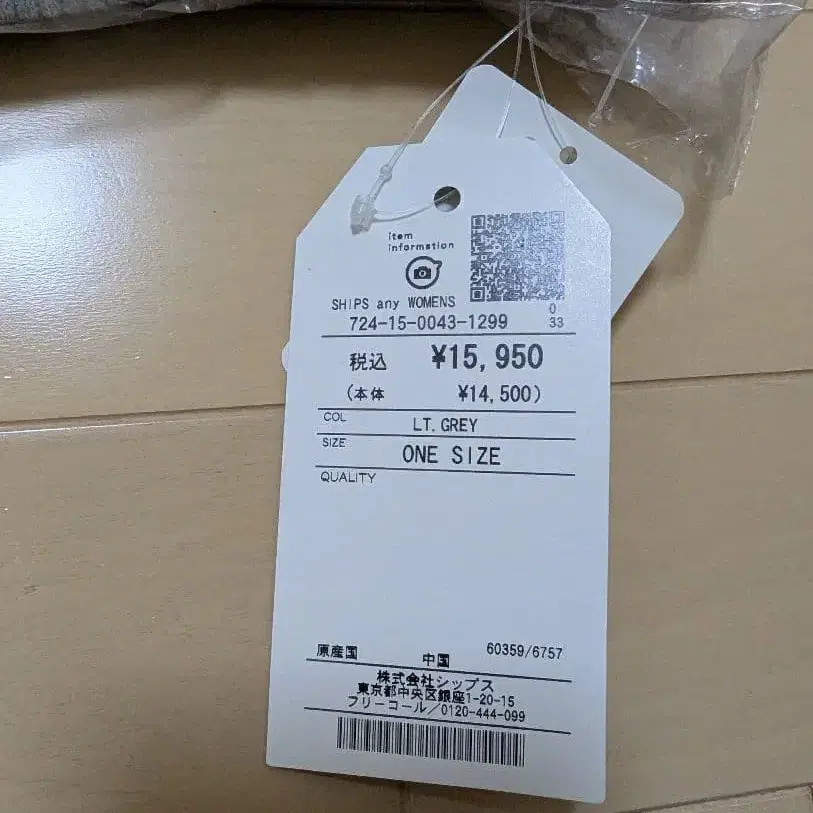 item
information
SHIPS any WOMENS
724-15-0043-1299
0
33
税込 ¥15,950
(本体 ¥14,500)
COL LT.GREY
SIZE ONE SIZE
QUALITY
原産国 中国 60359/6757
株式会社シップス
東京都中央区銀座1-20-15
フリーコール/0120-444-099